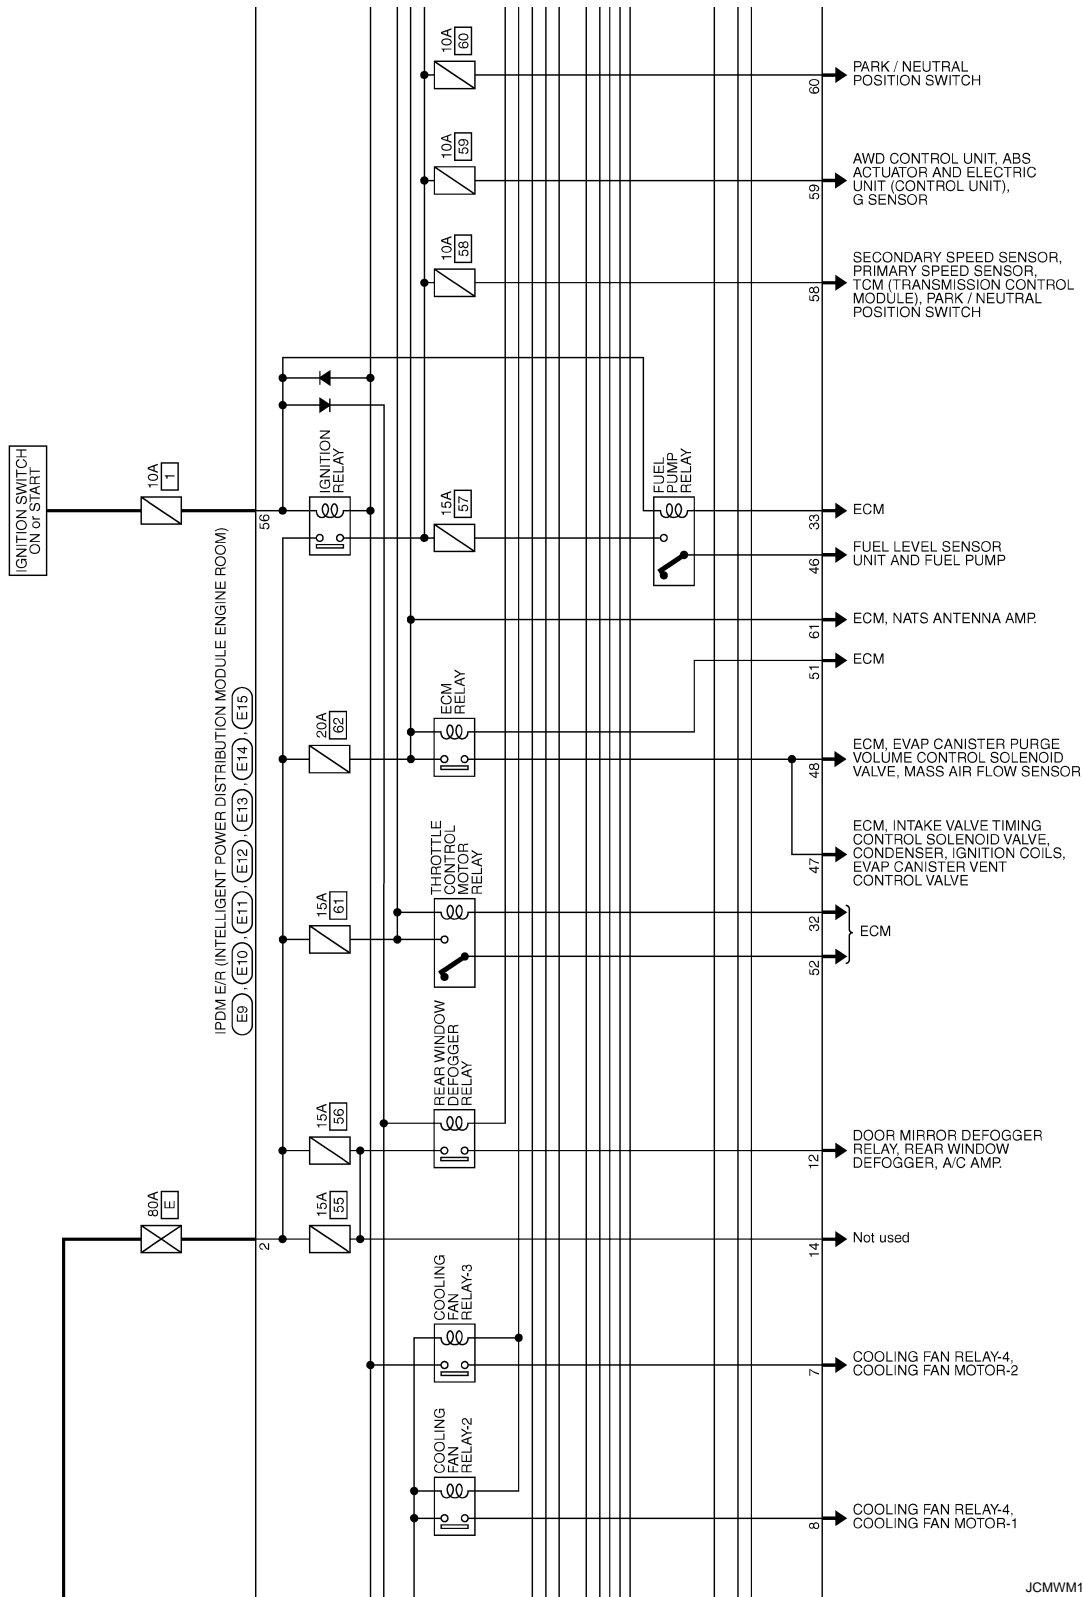 10A
60
60
PARK / NEUTRAL
POSITION SWITCH
10A
59
59
AWD CONTROL UNIT, ABS
ACTUATOR AND ELECTRIC
UNIT (CONTROL UNIT),
G SENSOR
10A
58
58
SECONDARY SPEED SENSOR,
PRIMARY SPEED SENSOR,
TCM (TRANSMISSION CONTROL
MODULE), PARK / NEUTRAL
POSITION SWITCH
IGNITION SWITCH
ON or START
10A
1
56
IGNITION
RELAY
15A
57
FUEL
PUMP
RELAY
33
ECM
46
FUEL LEVEL SENSOR
UNIT AND FUEL PUMP
IPDM E/R (INTELLIGENT POWER DISTRIBUTION MODULE ENGINE ROOM)
E9 , E10 , E11 , E12 , E13 , E14 , E15
61
ECM, NATS ANTENNA AMP.
51
ECM
20A
62
ECM
RELAY
48
ECM, EVAP CANISTER PURGE
VOLUME CONTROL SOLENOID
VALVE, MASS AIR FLOW SENSOR
47
ECM, INTAKE VALVE TIMING
CONTROL SOLENOID VALVE,
CONDENSER, IGNITION COILS,
EVAP CANISTER VENT
CONTROL VALVE
15A
61
THROTTLE
CONTROL
MOTOR
RELAY
32
52
ECM
15A
56
REAR WINDOW
DEFOGGER
RELAY
12
DOOR MIRROR DEFOGGER
RELAY, REAR WINDOW
DEFOGGER, A/C AMP.
80A
E
2
15A
55
14
Not used
COOLING
FAN
RELAY-3
7
COOLING FAN RELAY-4,
COOLING FAN MOTOR-2
COOLING
FAN
RELAY-2
8
COOLING FAN RELAY-4,
COOLING FAN MOTOR-1
JCMWM1